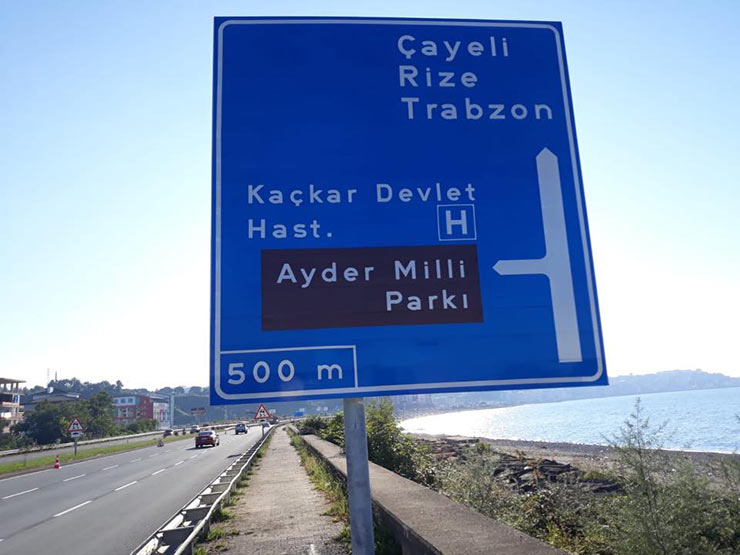 Çayeli
Rize
Trabzon
Kaçkar Devlet
Hast. H
Ayder Milli
Parkı
500 m